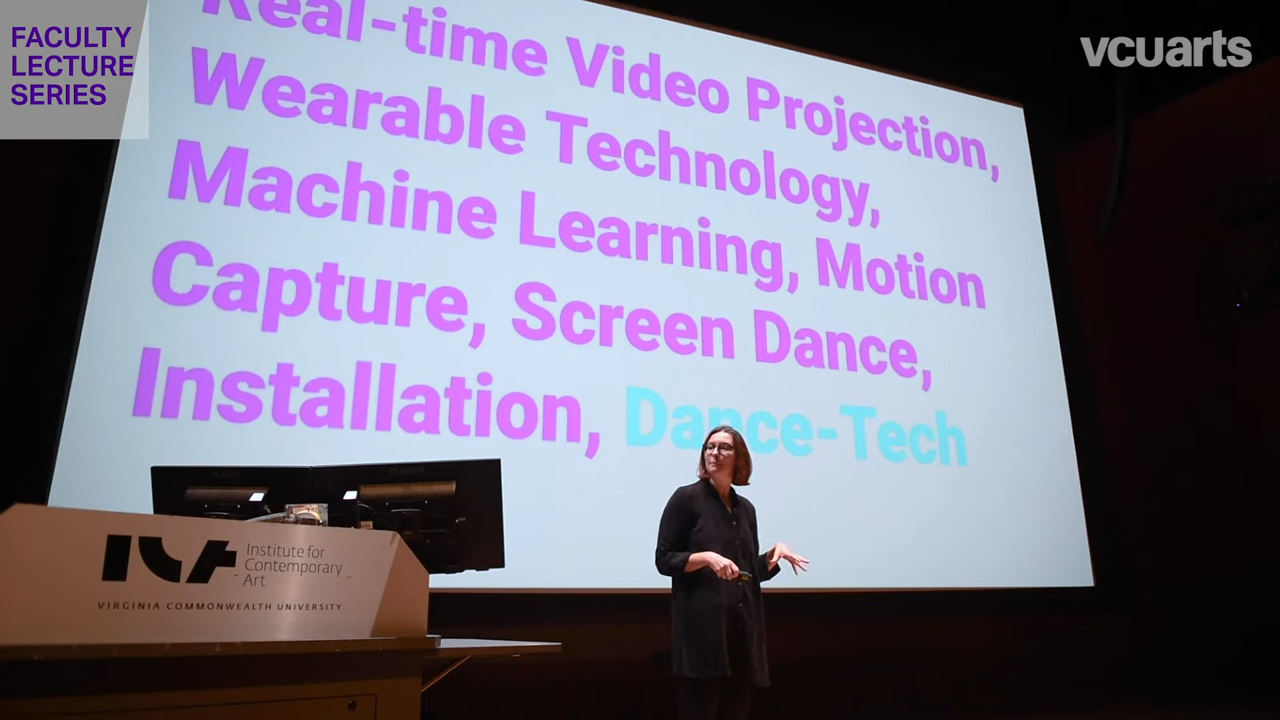 FACULTY
LECTURE
SERIES
vcuarts
Real-time Video Projection,
Wearable Technology,
Machine Learning, Motion
Capture, Screen Dance,
Installation, Dance-Tech
ICA
Institute for
Contemporary
Art
VIRGINIA COMMONWEALTH UNIVERSITY